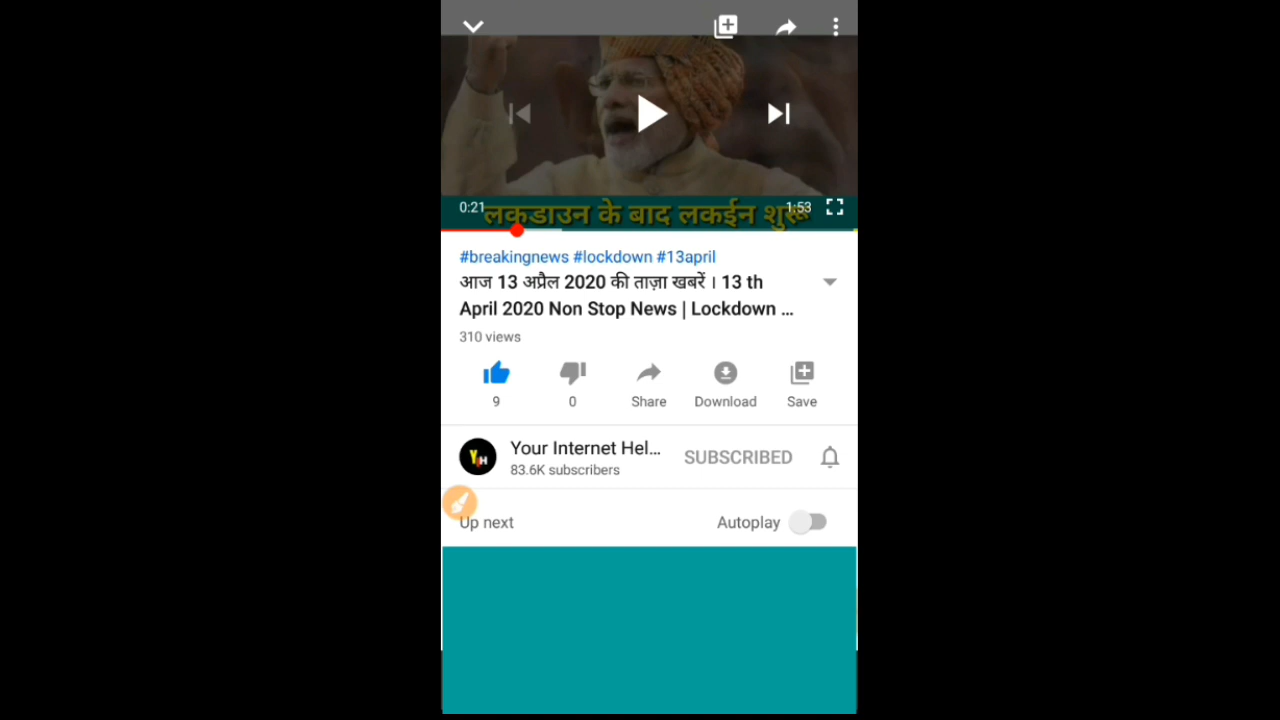 0:21
1:53
लकडाउन के बाद लकईन शुरू
#breakingnews #lockdown #13april
आज 13 अप्रैल 2020 की ताज़ा खबरें । 13 th
April 2020 Non Stop News | Lockdown ...
310 views
9
0
Share
Download
Save
YH
Your Internet Hel...
SUBSCRIBED
83.6K subscribers
Up next
Autoplay